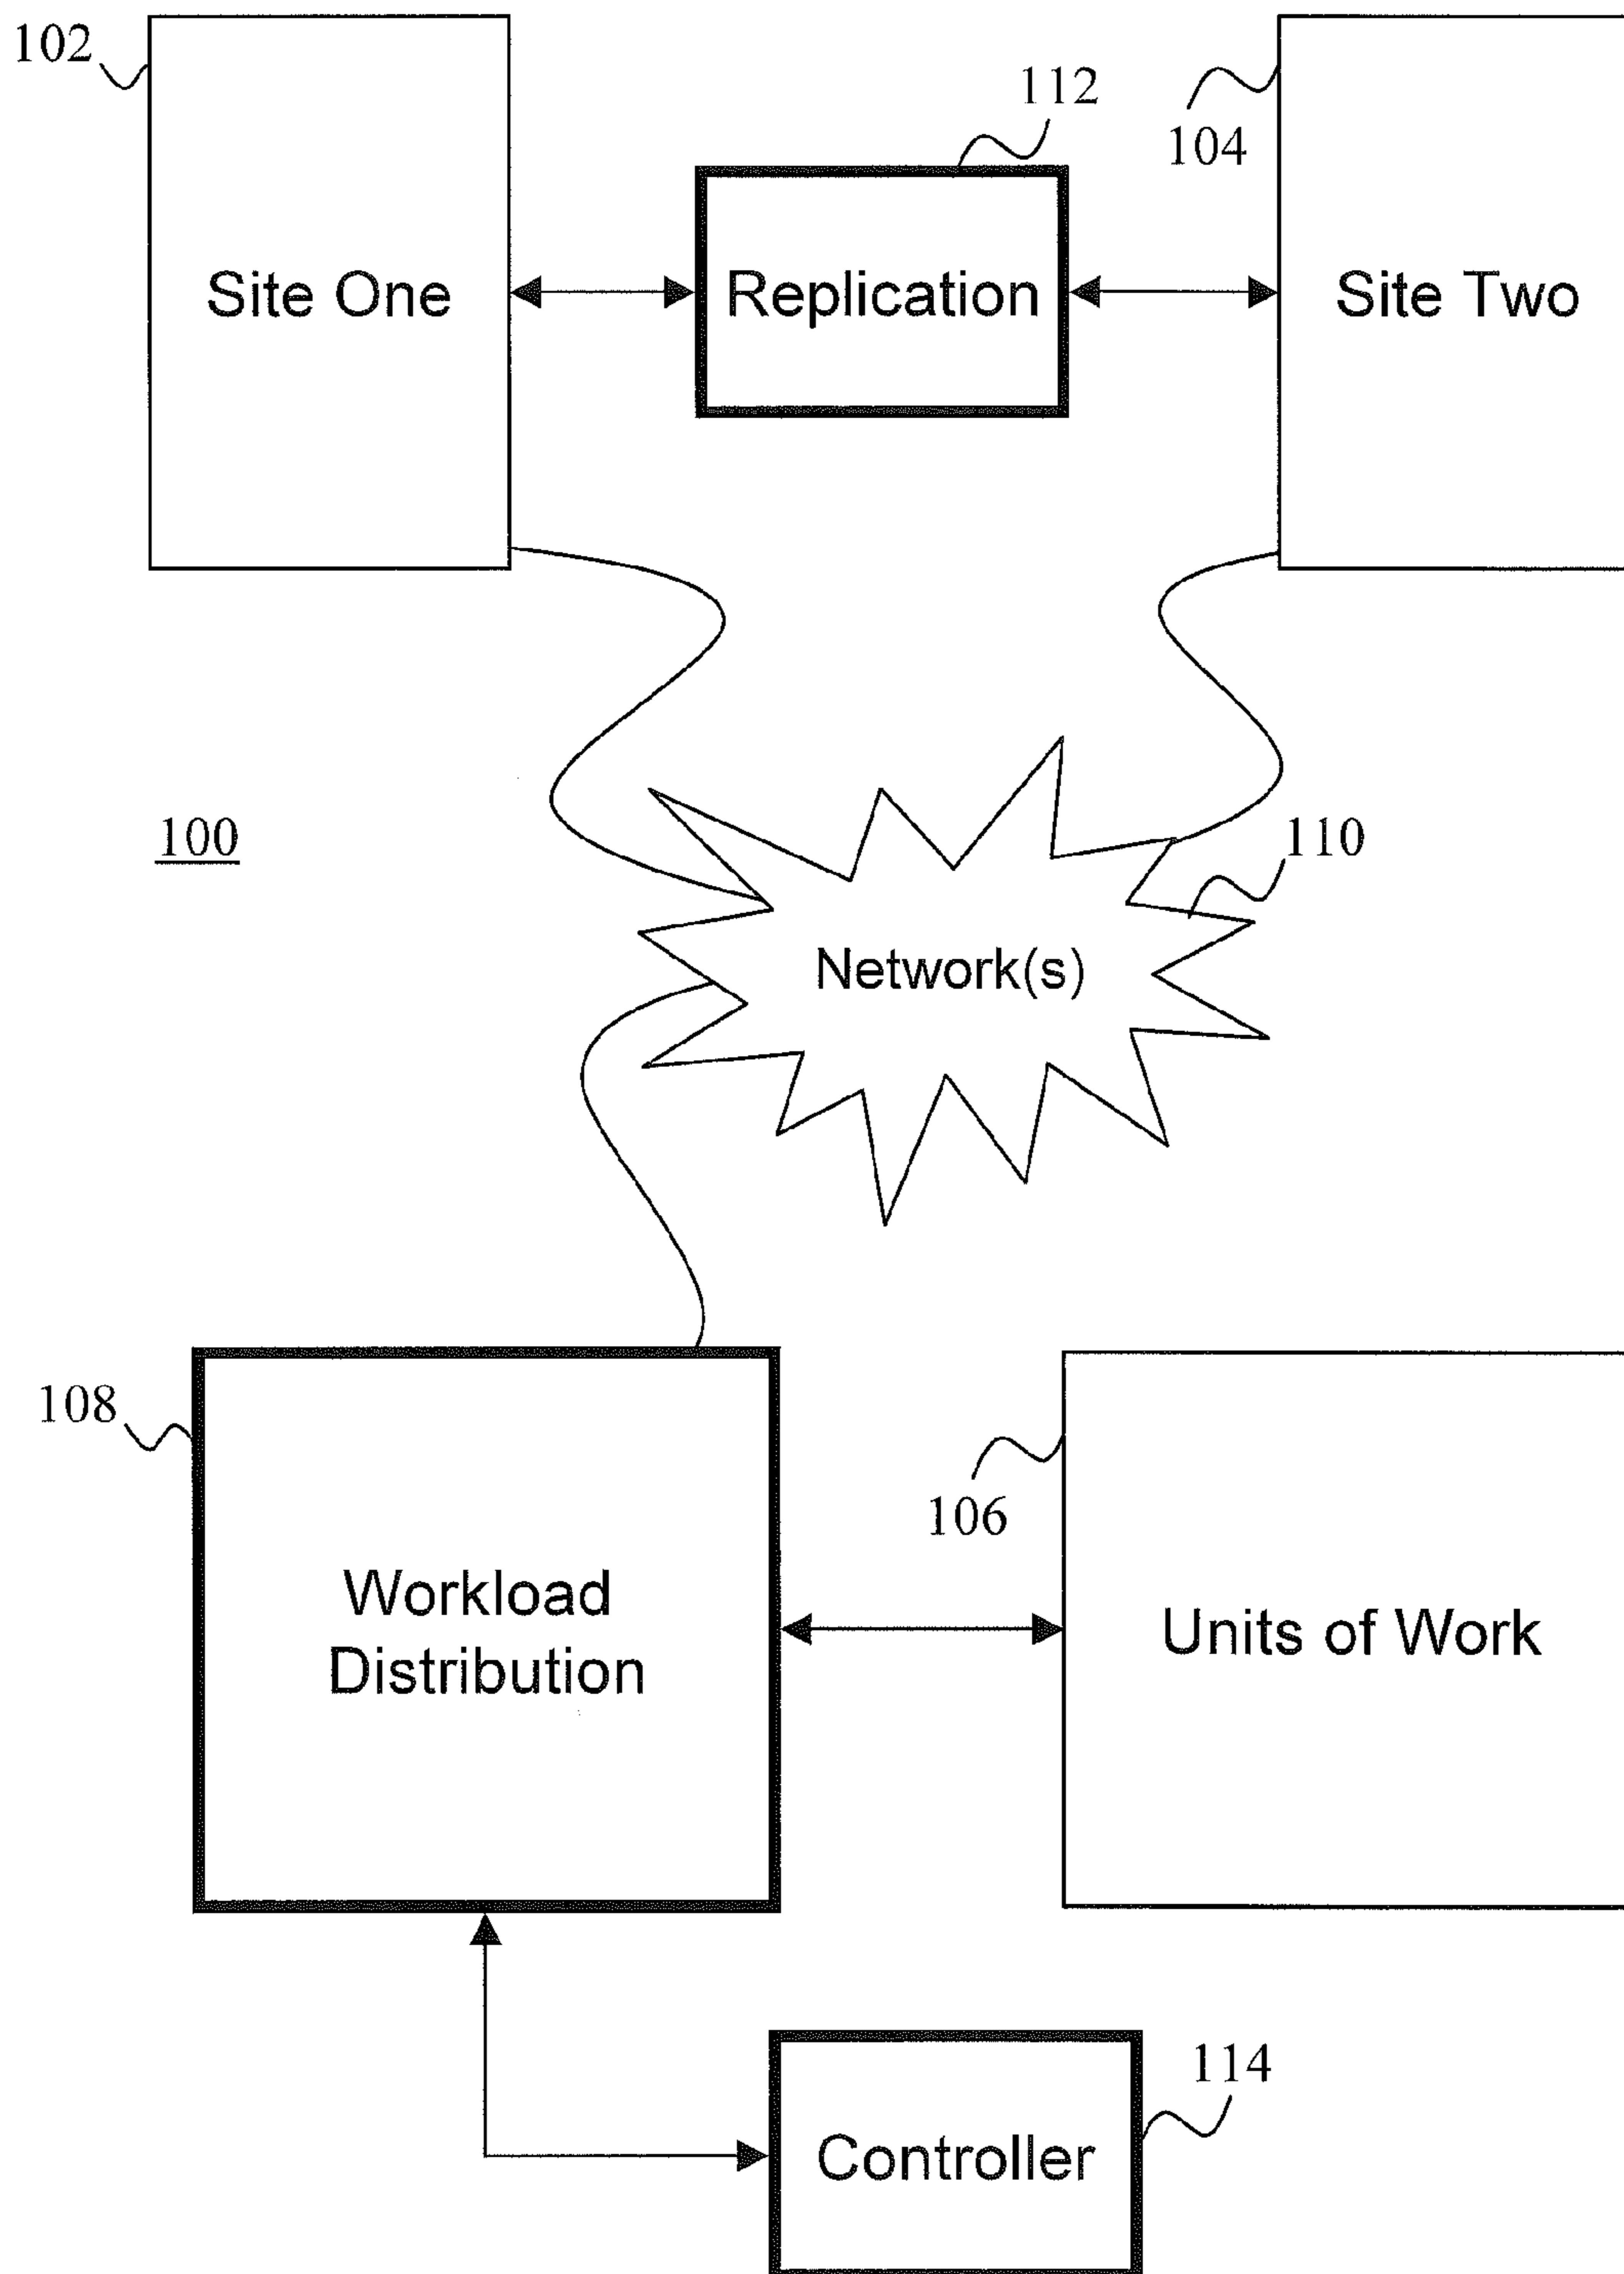 102
112
104
Site One
Replication
Site Two
100
110
Network(s)
108
106
Workload
Distribution
Units of Work
114
Controller